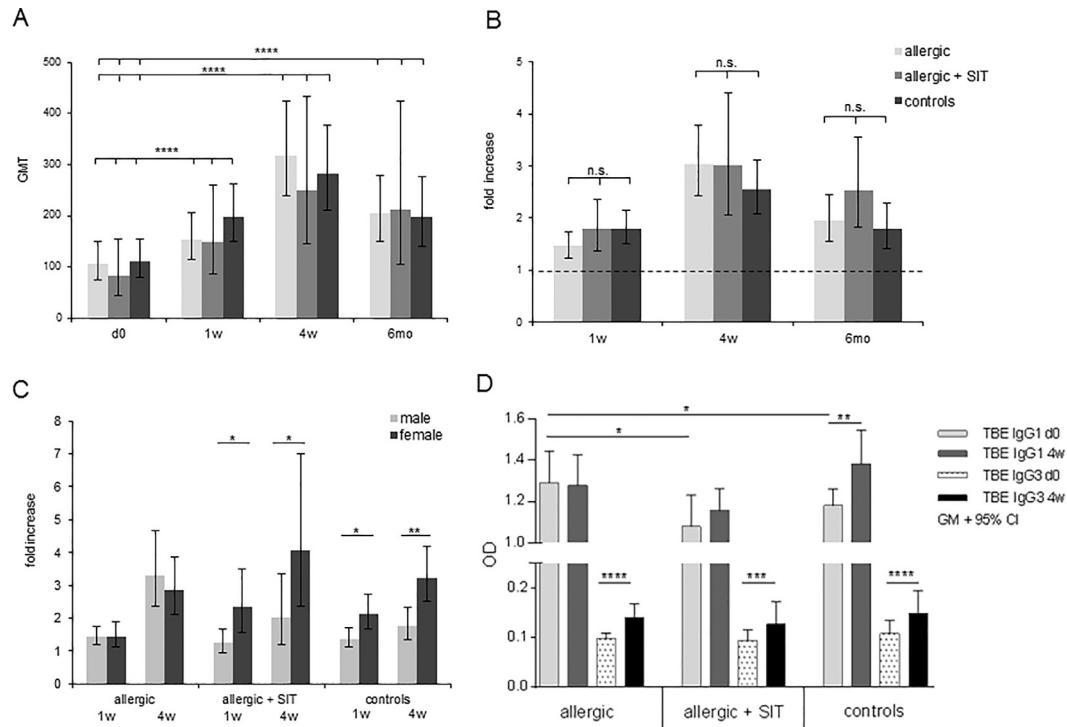 A
****
****
****
500
400
300
200
100
0
GMT
d0 1w 4w 6mo
B
allergic
allergic + SIT
controls
n.s.
n.s.
n.s.
5
4
3
2
1
0
fold increase
1w 4w 6mo
C
male
female
8
7
6
5
4
3
2
1
0
fold increase
* * * **
allergic allergic + SIT controls
1w 4w 1w 4w 1w 4w
D
*
*
**
1.6
1.4
1.2
1.0
0.2
0.1
0.0
OD
**** *** ****
allergic allergic + SIT controls
TBE IgG1 d0
TBE IgG1 4w
TBE IgG3 d0
TBE IgG3 4w
GM + 95% CI